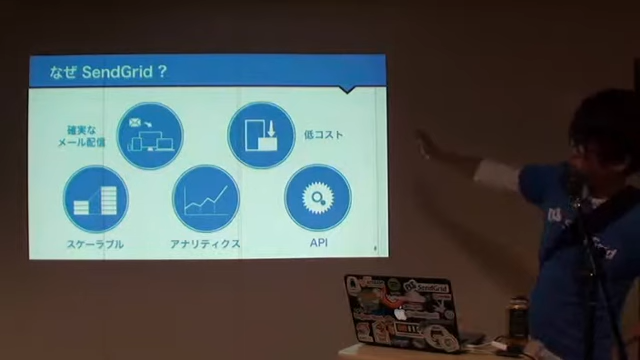 なぜ SendGrid ?
確実な
メール配信
低コスト
スケーラブル
アナリティクス
API
SendGrid